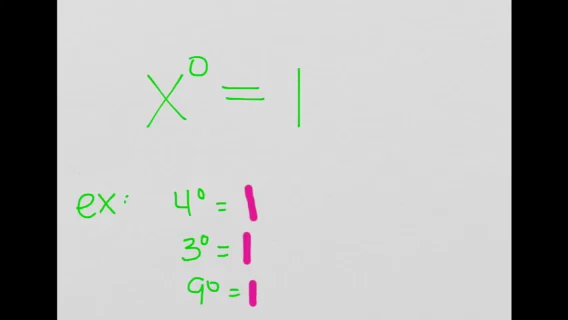 X⁰ = 1
ex: 4⁰ = 1
3⁰ = 1
9⁰ = 1